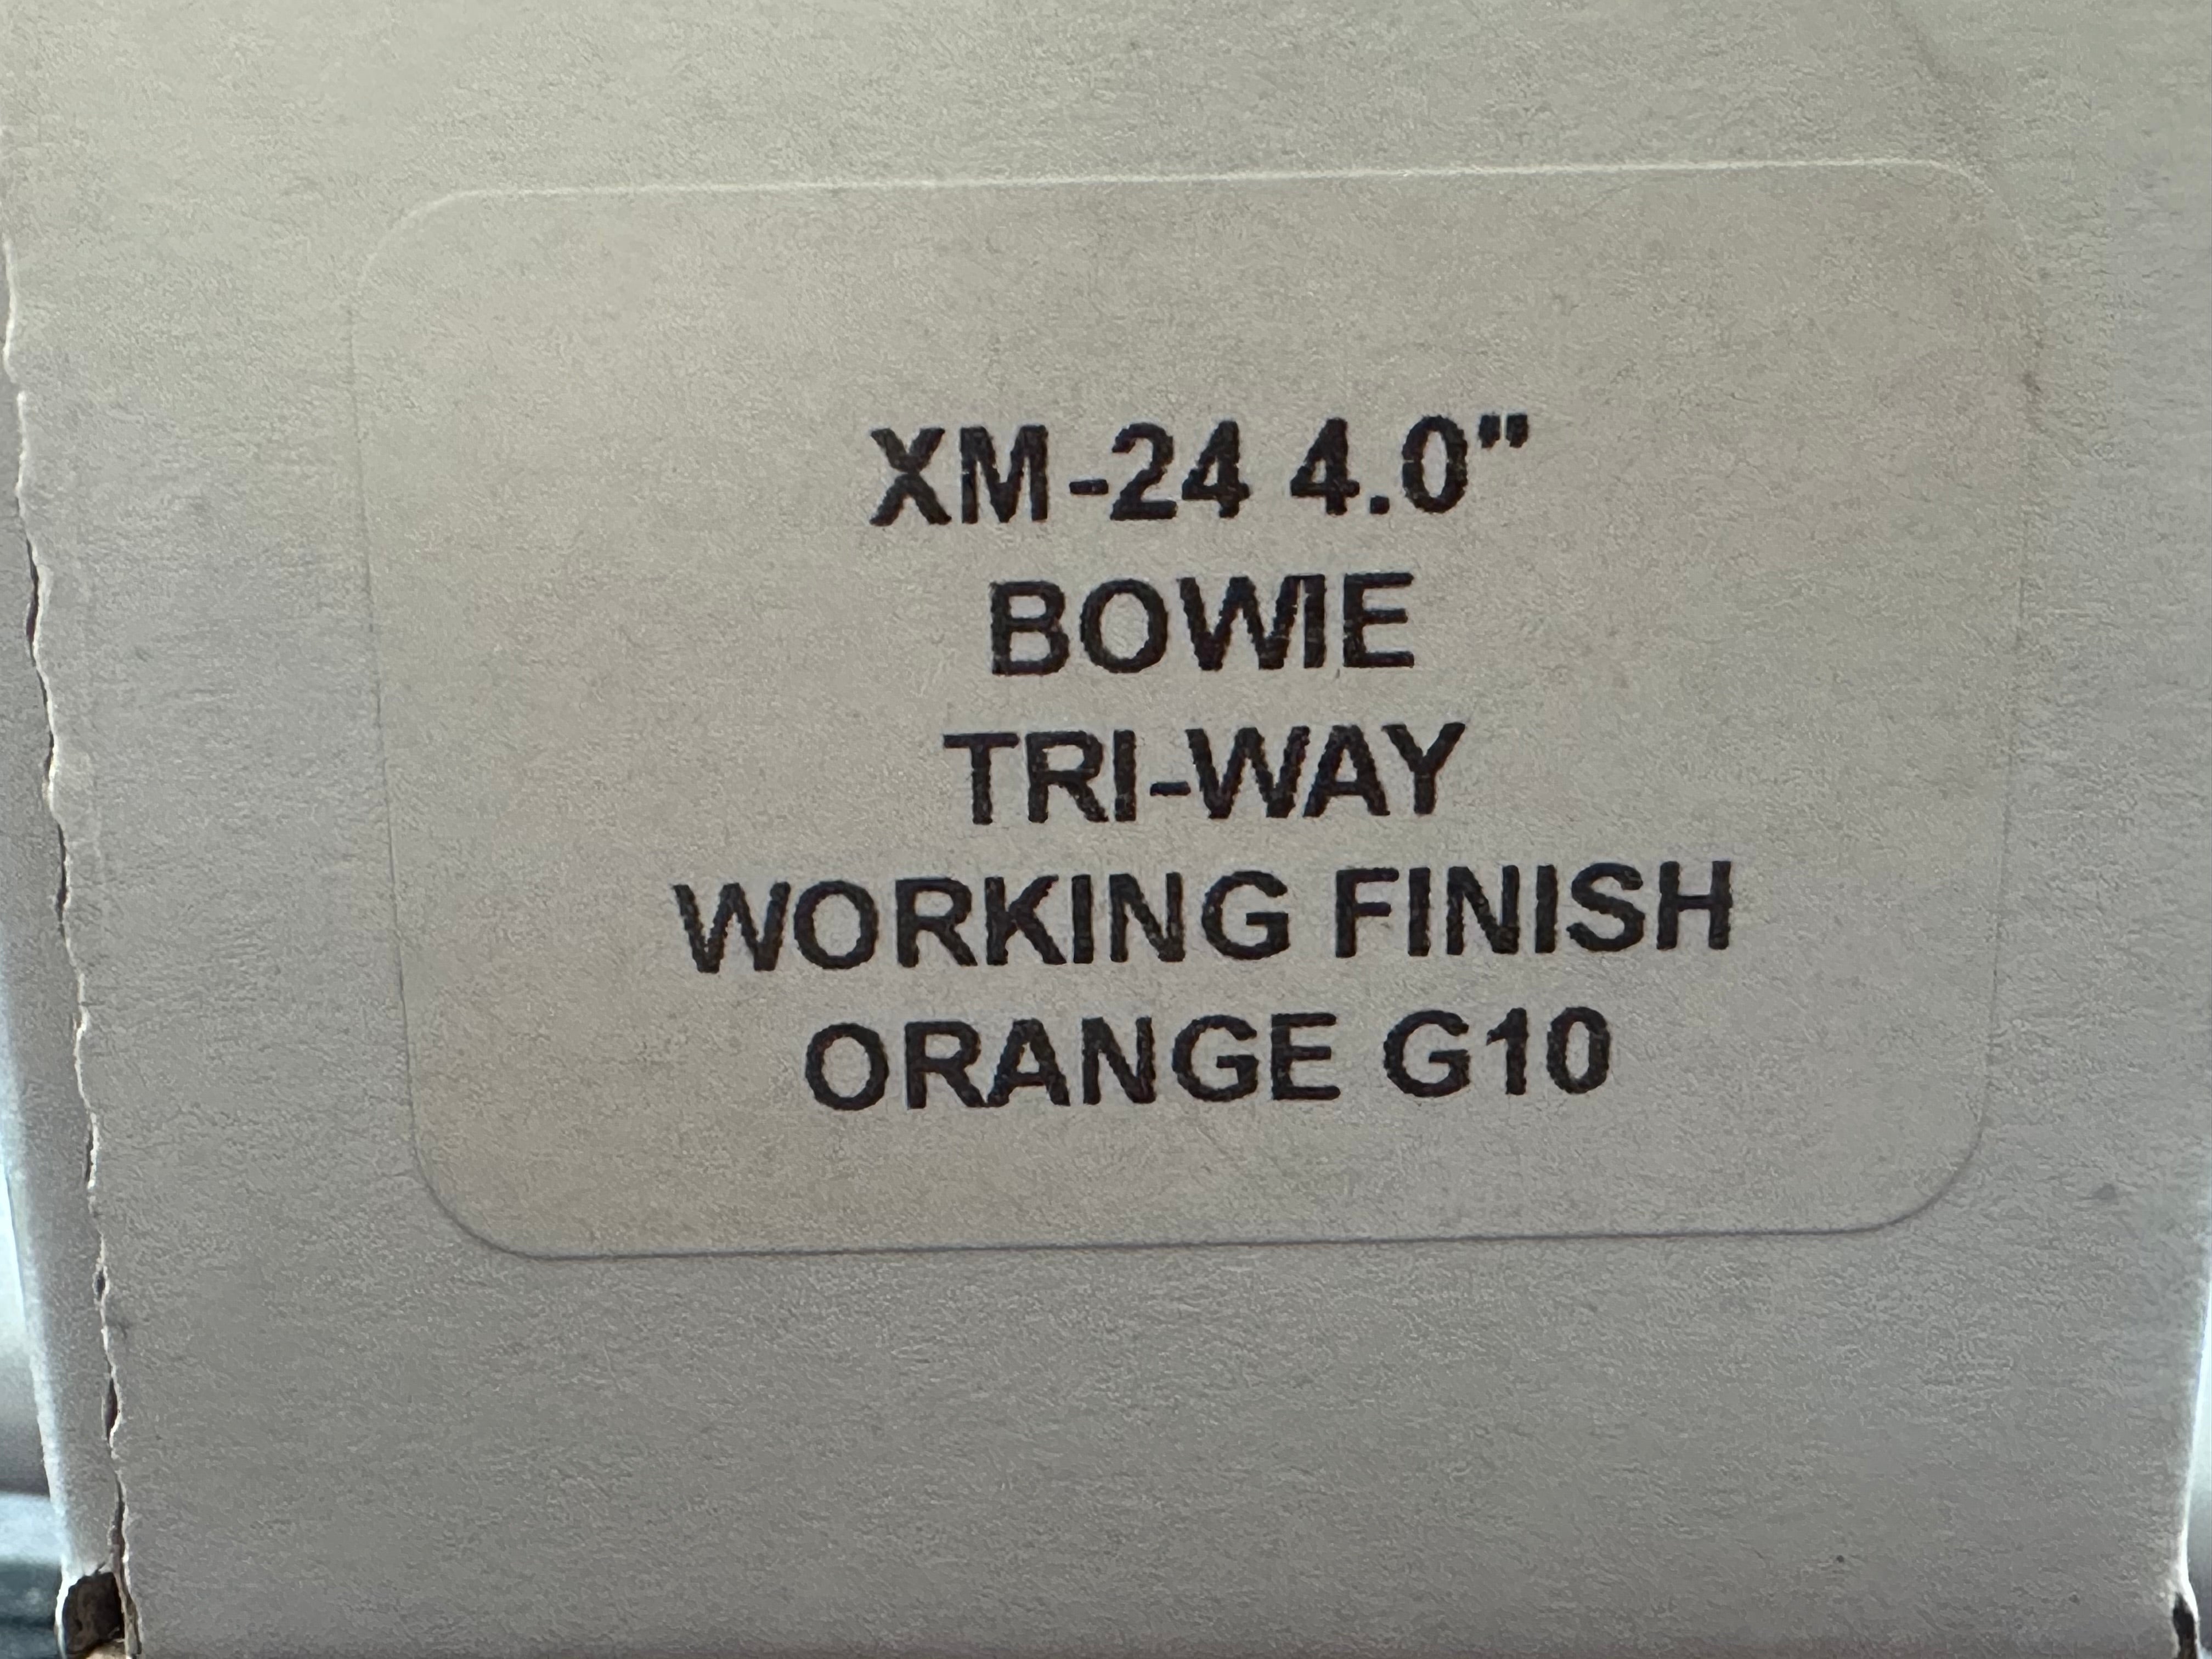 XM-24 4.0"
BOWIE
TRI-WAY
WORKING FINISH
ORANGE G10